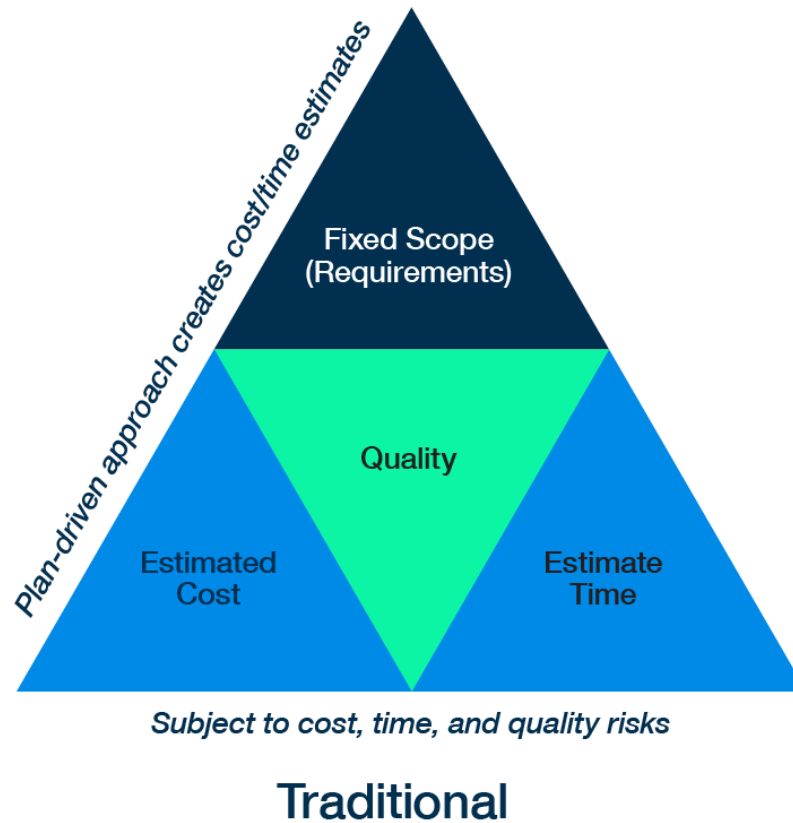 Plan-driven approach creates cost/time estimates
Fixed Scope
(Requirements)
Quality
Estimated
Cost
Estimate
Time
Subject to cost, time, and quality risks
Traditional